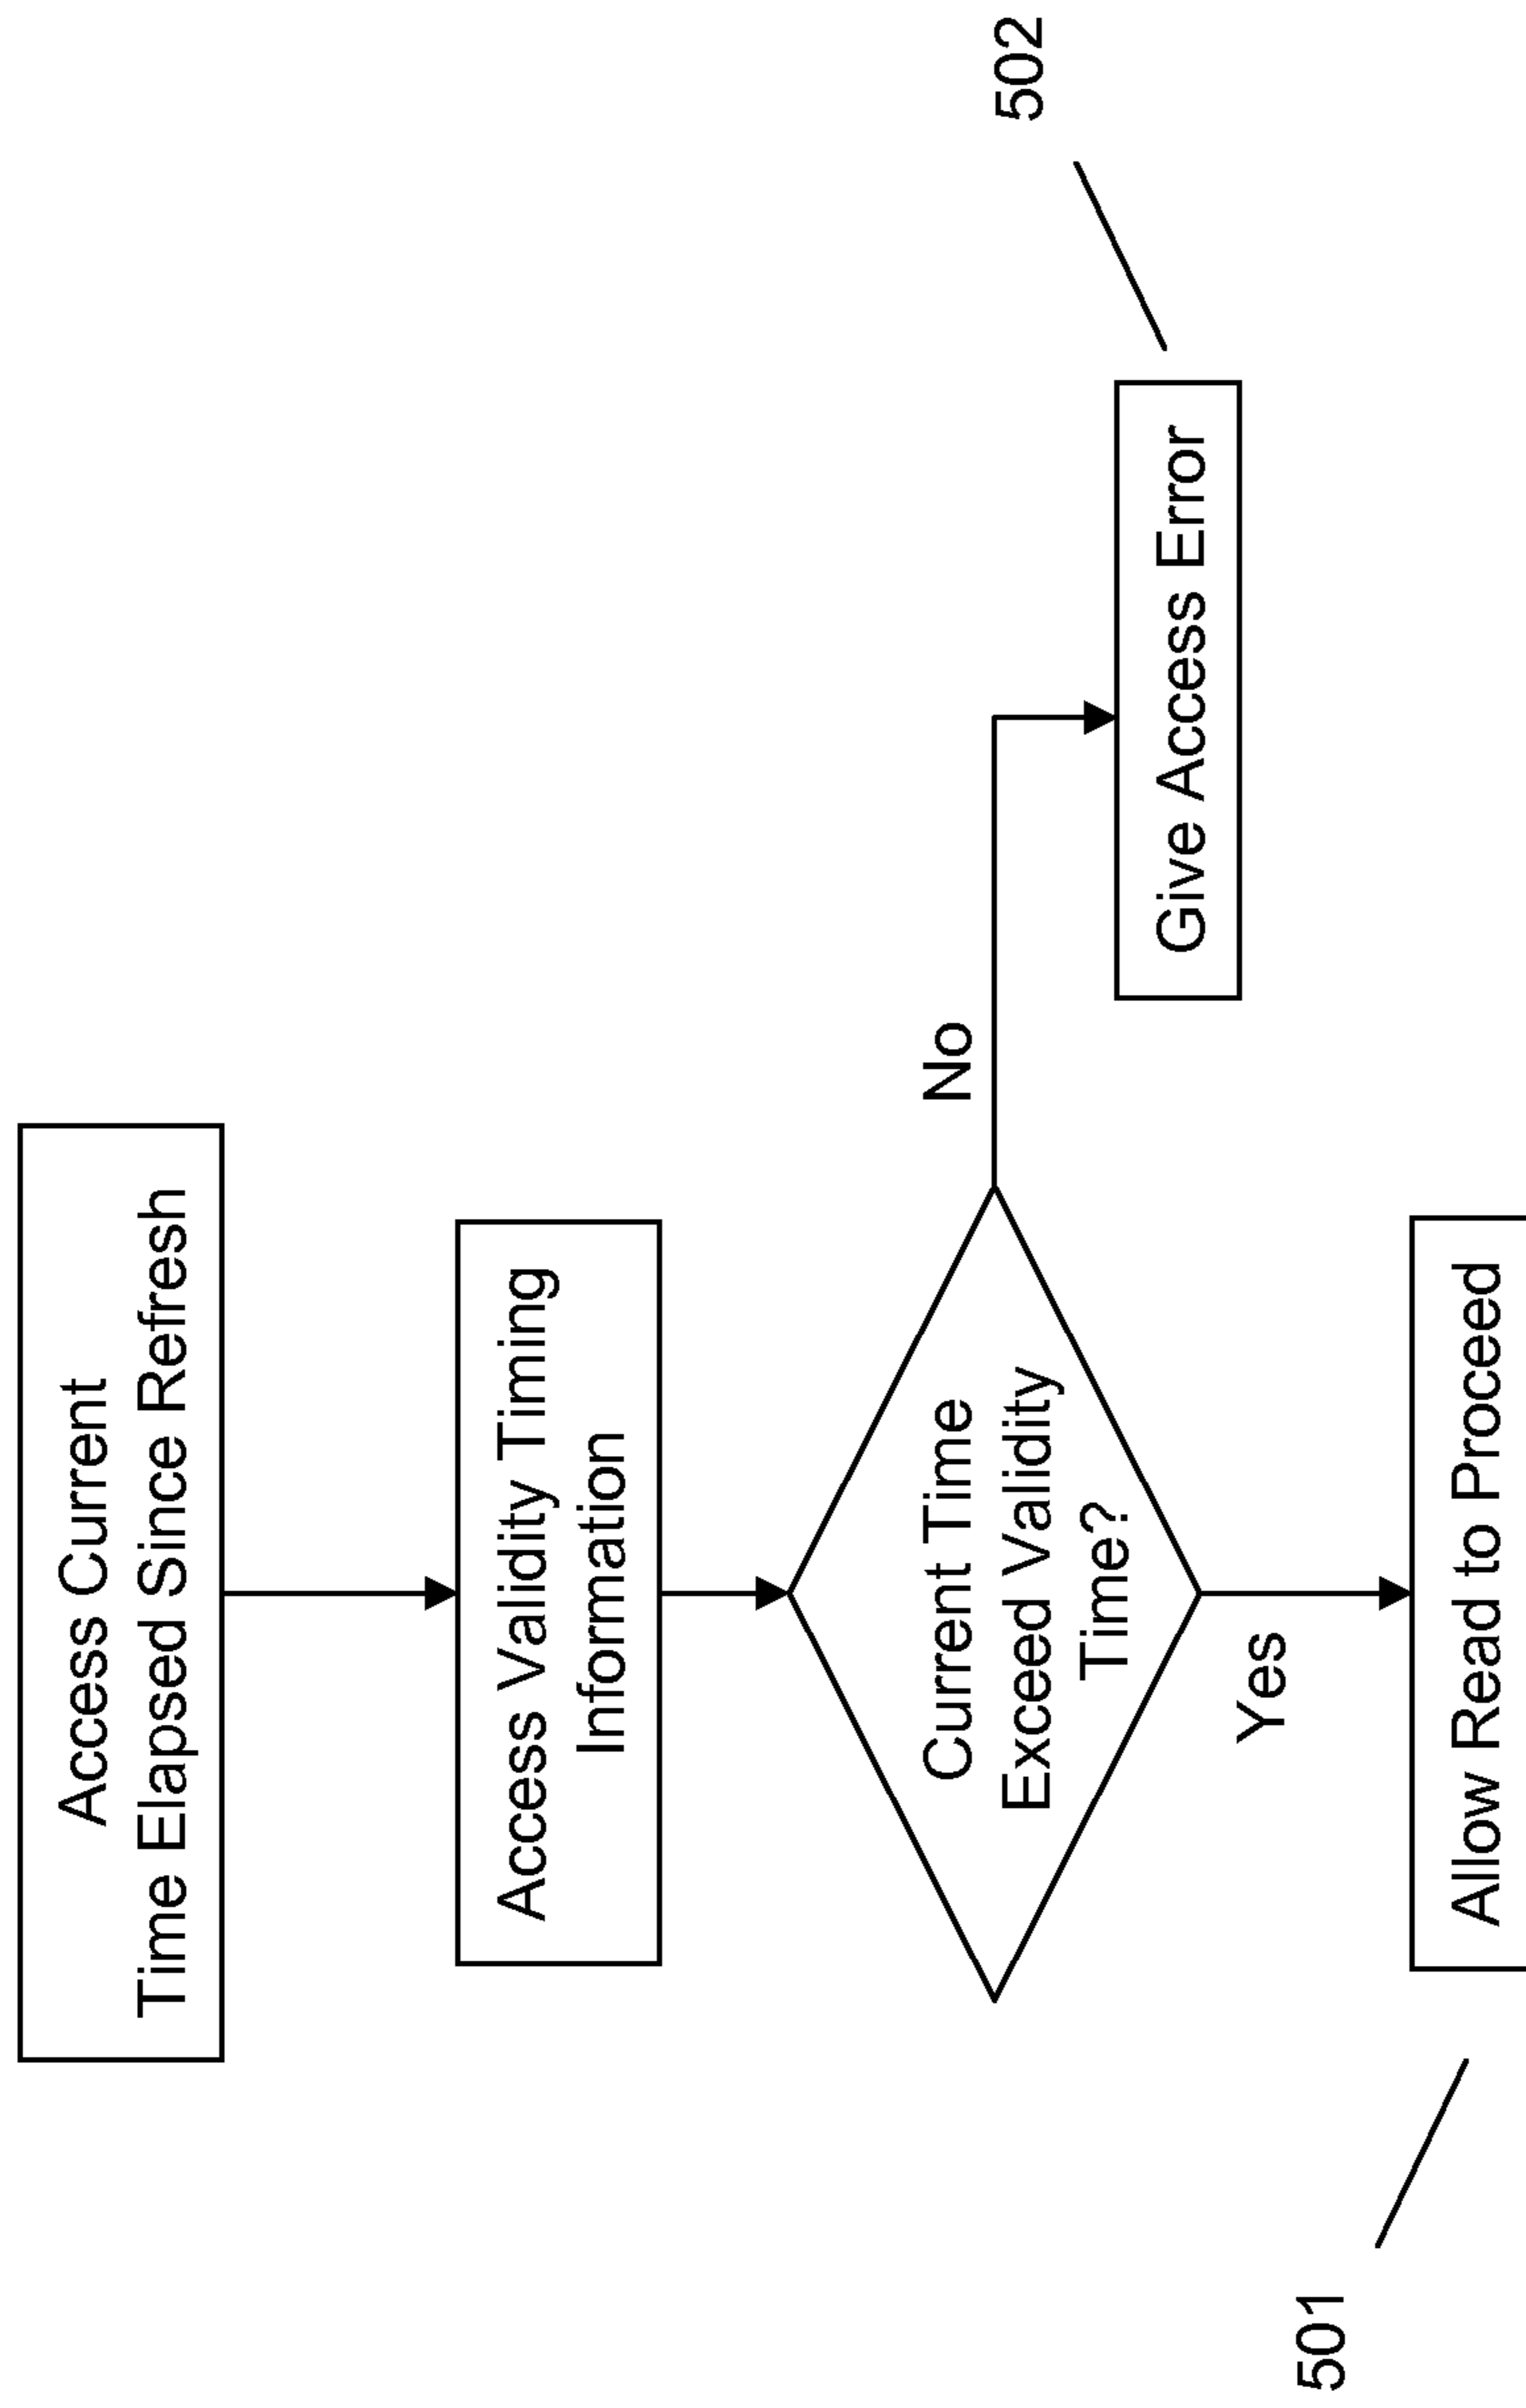 Access Current
Time Elapsed Since Refresh
Access Validity Timing
Information
Current Time
Exceed Validity
Time?
No
Yes
Give Access Error
502
Allow Read to Proceed
501